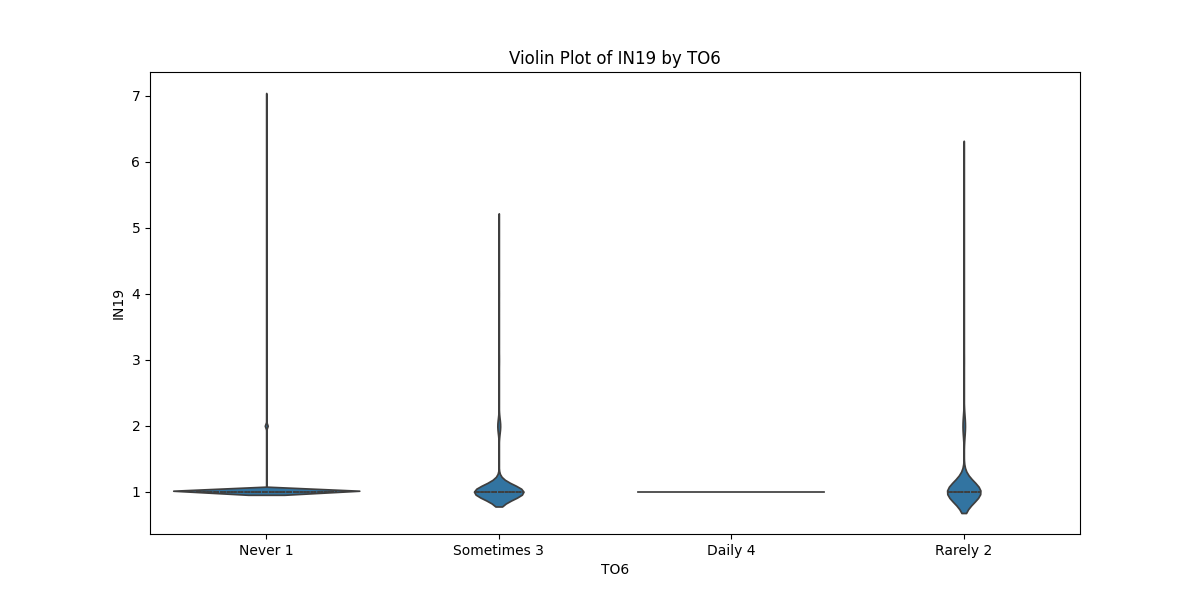 Violin Plot of IN19 by TO6
7
6
5
4
3
2
1
IN19
Never 1
Sometimes 3
Daily 4
Rarely 2
TO6